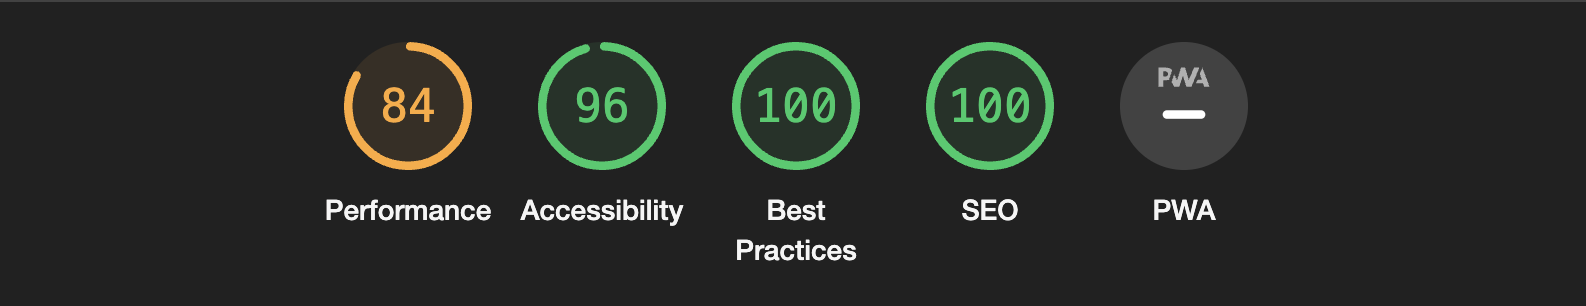 84
96
100
100
PWA
Performance
Accessibility
Best
Practices
SEO
PWA